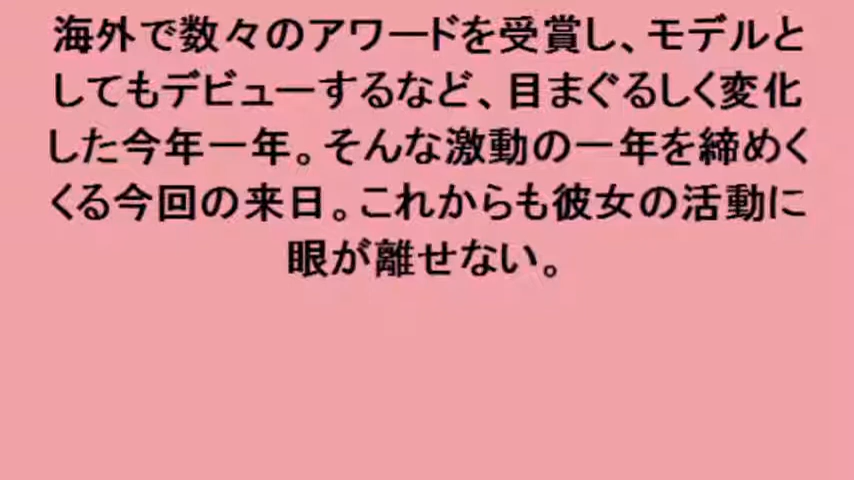 海外で数々のアワードを受賞し、モデルと
してもデビューするなど、目まぐるしく変化
した今年一年。そんな激動の一年を締めく
くる今回の来日。これからも彼女の活動に
眼が離せない。